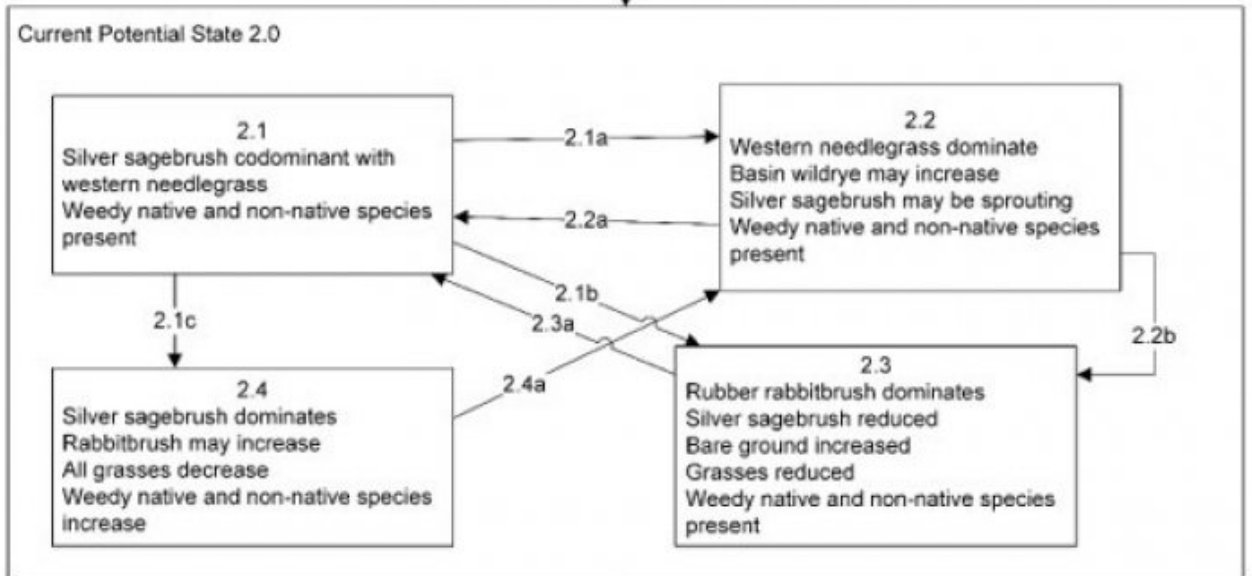 Current Potential State 2.0
2.1
Silver sagebrush codominant with
western needlegrass
Weedy native and non-native species
present
2.1a
2.2
Western needlegrass dominate
Basin wildrye may increase
Silver sagebrush may be sprouting
Weedy native and non-native species
present
2.2a
2.1b
2.3a
2.1c
2.2b
2.4a
2.4
Silver sagebrush dominates
Rabbitbrush may increase
All grasses decrease
Weedy native and non-native species
increase
2.3
Rubber rabbitbrush dominates
Silver sagebrush reduced
Bare ground increased
Grasses reduced
Weedy native and non-native species
present